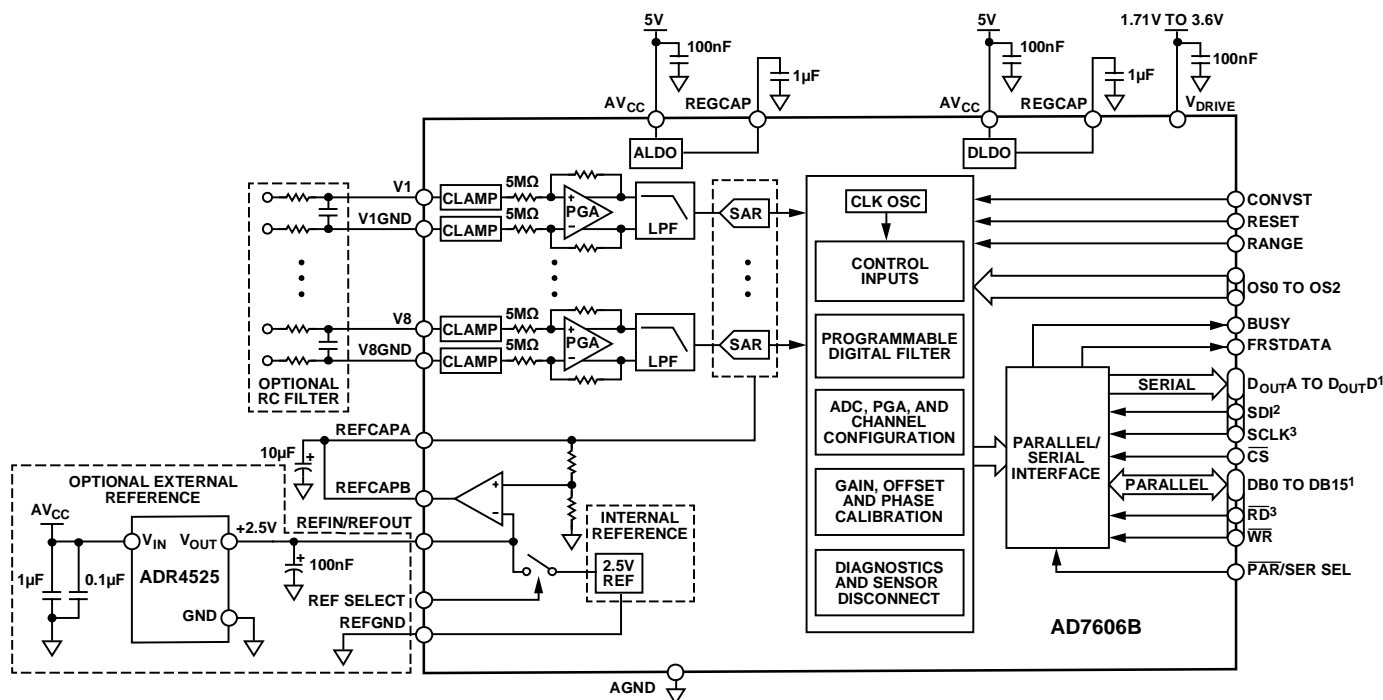 5V
100nF
1µF
AVCC
REGCAP
ALDO
5V
100nF
1µF
AVCC
REGCAP
DLDO
1.71V TO 3.6V
100nF
VDRIVE
V1
V1GND
CLAMP
CLAMP
5MΩ
5MΩ
+
–
PGA
LPF
SAR
V8
V8GND
CLAMP
CLAMP
5MΩ
5MΩ
+
–
PGA
LPF
SAR
OPTIONAL
RC FILTER
CLK OSC
CONTROL
INPUTS
PROGRAMMABLE
DIGITAL FILTER
ADC, PGA, AND
CHANNEL
CONFIGURATION
GAIN, OFFSET
AND PHASE
CALIBRATION
DIAGNOSTICS
AND SENSOR
DISCONNECT
PARALLEL/
SERIAL
INTERFACE
SERIAL
PARALLEL
CONVST
RESET
RANGE
OS0 TO OS2
BUSY
FRSTDATA
DOUTA TO DOUTD1
SDI2
SCLK3
CS
DB0 TO DB151
RD3
WR
PAR/SER SEL
REFCAPA
10µF
+
REFCAPB
+
–
REFIN/REFOUT
INTERNAL
REFERENCE
2.5V
REF
REF SELECT
REFGND
OPTIONAL EXTERNAL
REFERENCE
AVCC
VIN
VOUT
+2.5V
ADR4525
GND
1µF
0.1µF
+
100nF
AD7606B
AGND